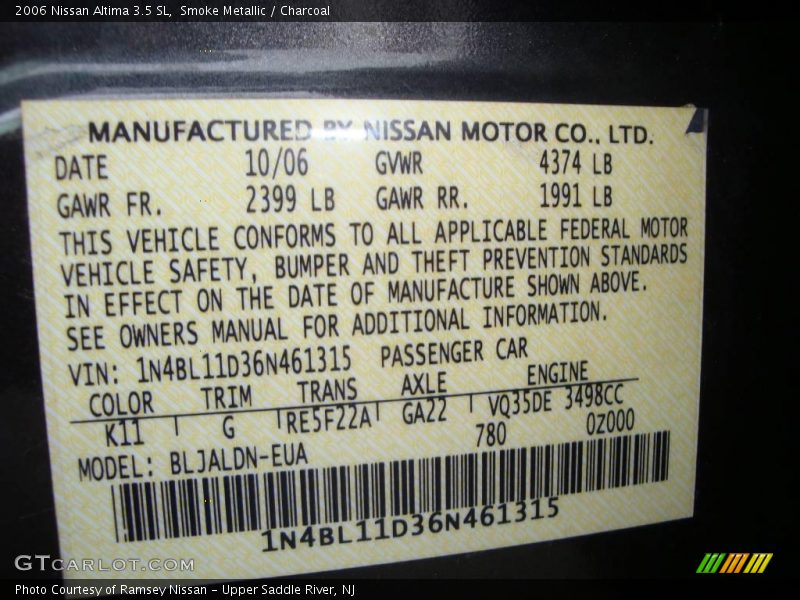 2006 Nissan Altima 3.5 SL, Smoke Metallic / Charcoal
MANUFACTURED BY NISSAN MOTOR CO., LTD.
DATE 10/06 GVWR 4374 LB
GAWR FR. 2399 LB GAWR RR. 1991 LB
THIS VEHICLE CONFORMS TO ALL APPLICABLE FEDERAL MOTOR
VEHICLE SAFETY, BUMPER AND THEFT PREVENTION STANDARDS
IN EFFECT ON THE DATE OF MANUFACTURE SHOWN ABOVE.
SEE OWNERS MANUAL FOR ADDITIONAL INFORMATION.
VIN: 1N4BL11D36N461315 PASSENGER CAR
COLOR TRIM TRANS AXLE ENGINE
K11 G RE5F22A GA22 VQ35DE 3498CC
780 0Z000
MODEL: BLJALDN-EUA
1N4BL11D36N461315
GTCARLOT.COM
Photo Courtesy of Ramsey Nissan - Upper Saddle River, NJ